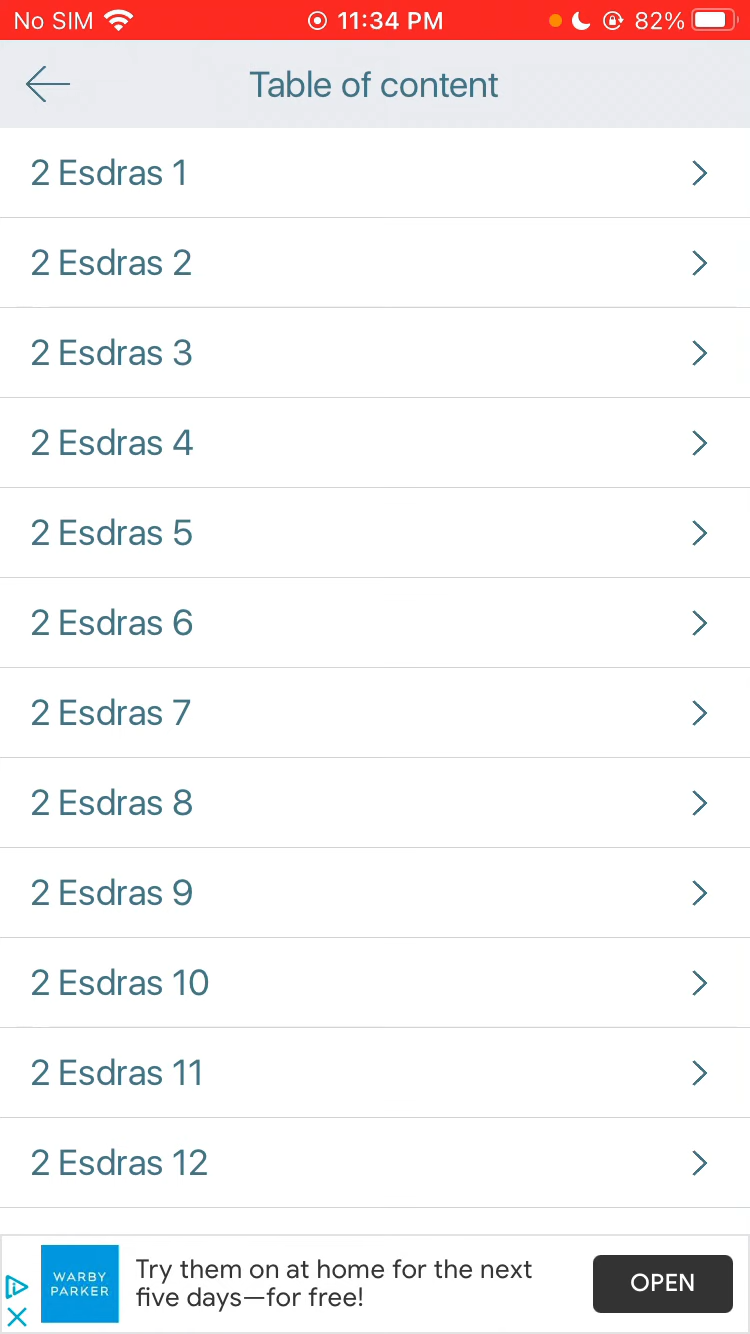 No SIM 11:34 PM 82%
Table of content
2 Esdras 1
2 Esdras 2
2 Esdras 3
2 Esdras 4
2 Esdras 5
2 Esdras 6
2 Esdras 7
2 Esdras 8
2 Esdras 9
2 Esdras 10
2 Esdras 11
2 Esdras 12
WARBY
PARKER
Try them on at home for the next
five days—for free!
OPEN